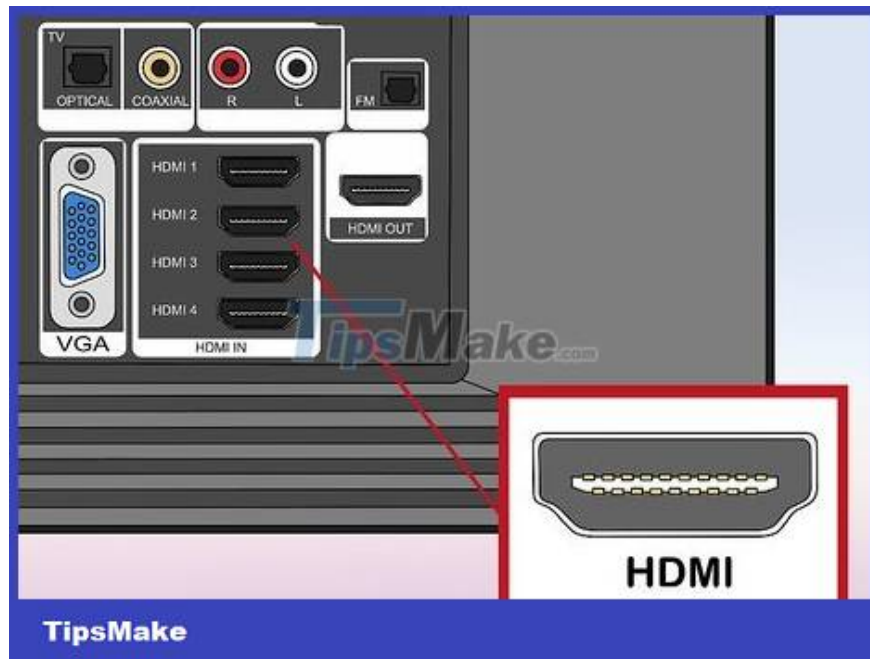 TV
OPTICAL
COAXIAL
R
L
FM
HDMI 1
HDMI 2
HDMI 3
HDMI 4
HDMI IN
HDMI OUT
VGA
TipsMake.com
HDMI
TipsMake